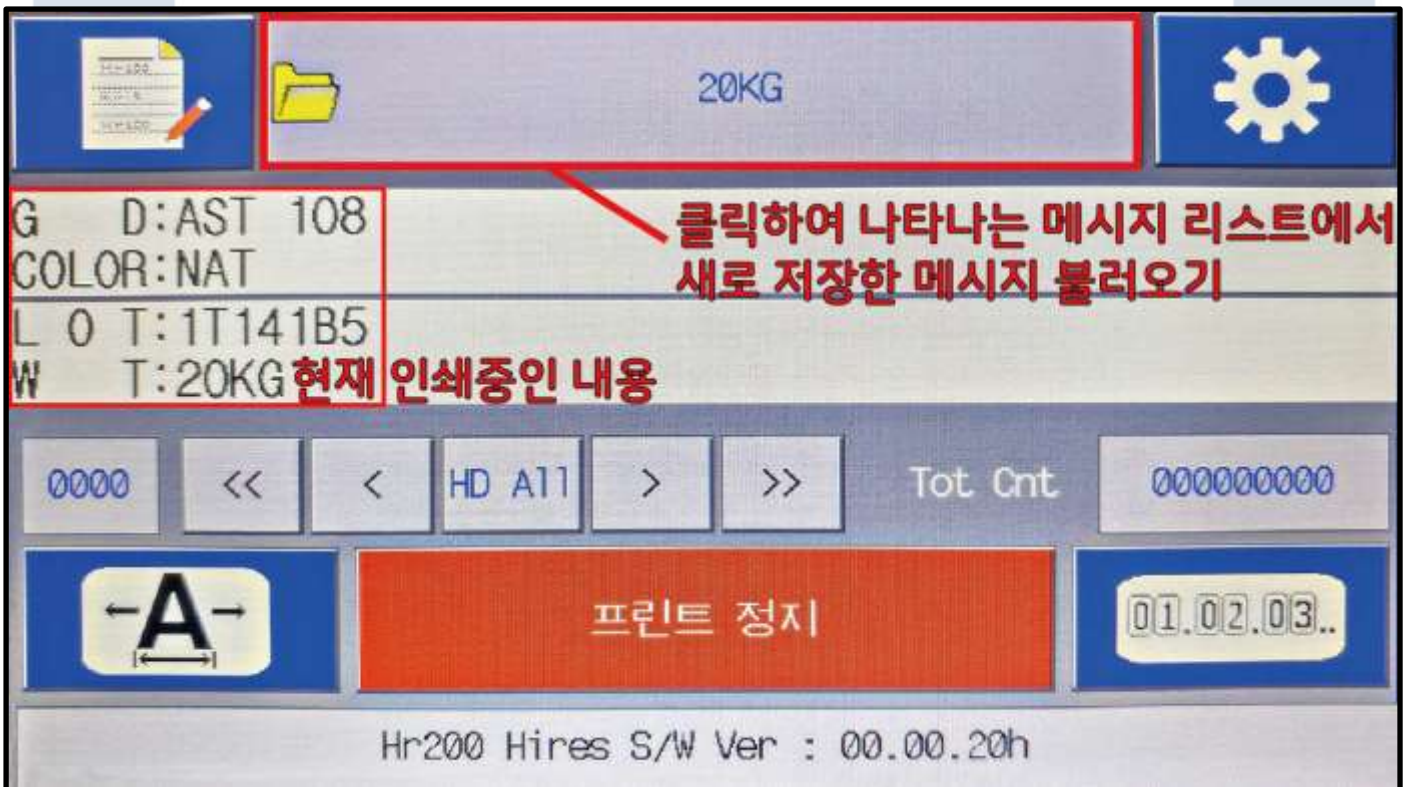 20KG
G D:AST 108
COLOR:NAT
클릭하여 나타나는 메시지 리스트에서
새로 저장한 메시지 불러오기
L O T:1T141B5
W T:20KG
현재 인쇄중인 내용
0000 << < HD All > >> Tot Cnt 000000000
A
프린트 정지
01.02.03..
Hr200 Hires S/W Ver : 00.00.20h